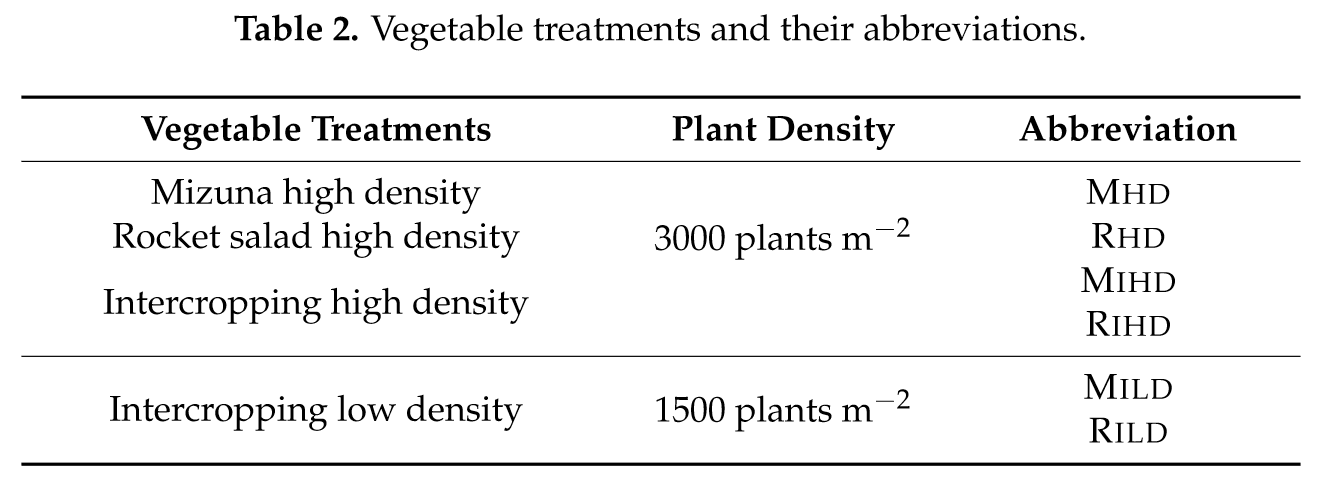 Table 2. Vegetable treatments and their abbreviations.
Vegetable Treatments Plant Density Abbreviation
Mizuna high density MHD
Rocket salad high density 3000 plants m⁻² RHD
Intercropping high density MIHD
RIHD
Intercropping low density 1500 plants m⁻² MILD
RILD